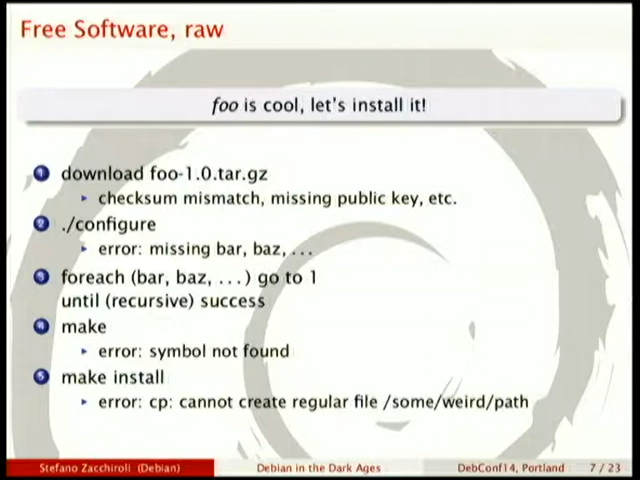 Free Software, raw
foo is cool, let's install it!
1 download foo-1.0.tar.gz
▸ checksum mismatch, missing public key, etc.
2 ./configure
▸ error: missing bar, baz, ...
3 foreach (bar, baz, ...) go to 1
until (recursive) success
4 make
▸ error: symbol not found
5 make install
▸ error: cp: cannot create regular file /some/weird/path
Stefano Zacchiroli (Debian) Debian in the Dark Ages DebConf14, Portland 7 / 23